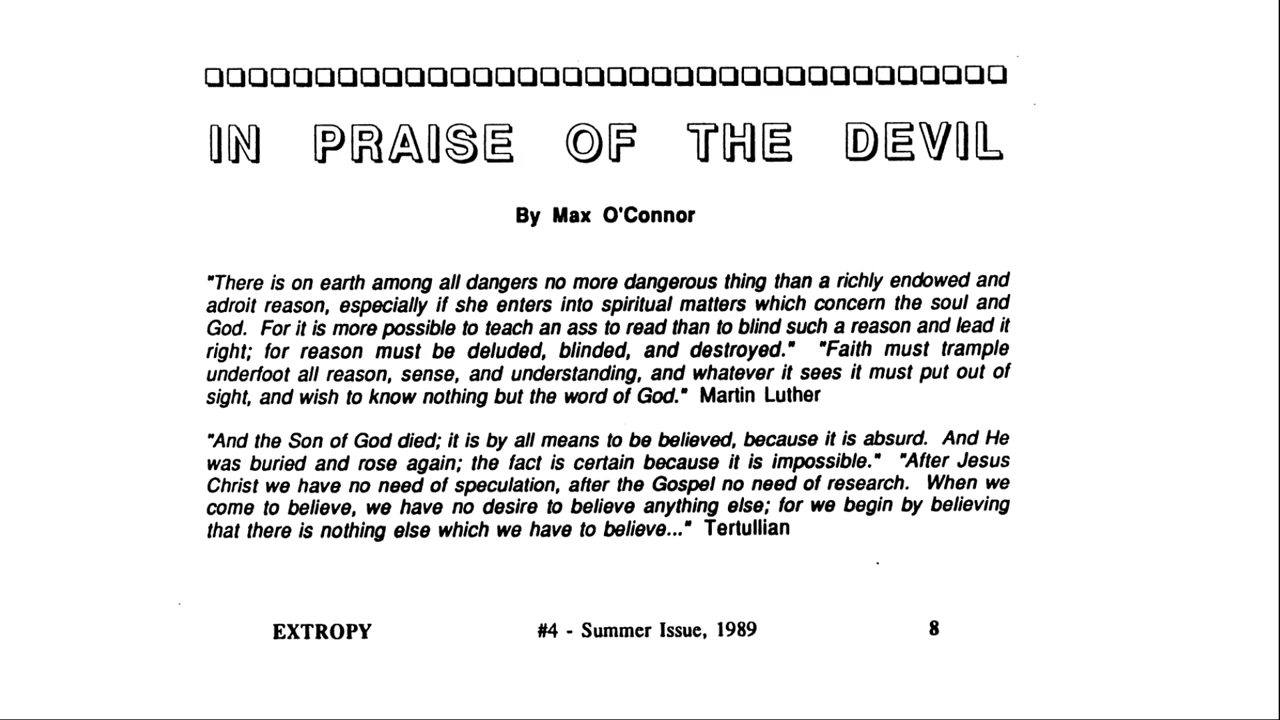 IN PRAISE OF THE DEVIL
By Max O'Connor
"There is on earth among all dangers no more dangerous thing than a richly endowed and
adroit reason, especially if she enters into spiritual matters which concern the soul and
God. For it is more possible to teach an ass to read than to blind such a reason and lead it
right; for reason must be deluded, blinded, and destroyed." "Faith must trample
underfoot all reason, sense, and understanding, and whatever it sees it must put out of
sight, and wish to know nothing but the word of God." Martin Luther
"And the Son of God died; it is by all means to be believed, because it is absurd. And He
was buried and rose again; the fact is certain because it is impossible." "After Jesus
Christ we have no need of speculation, after the Gospel no need of research. When we
come to believe, we have no desire to believe anything else; for we begin by believing
that there is nothing else which we have to believe..." Tertullian
EXTROPY #4 - Summer Issue, 1989 8